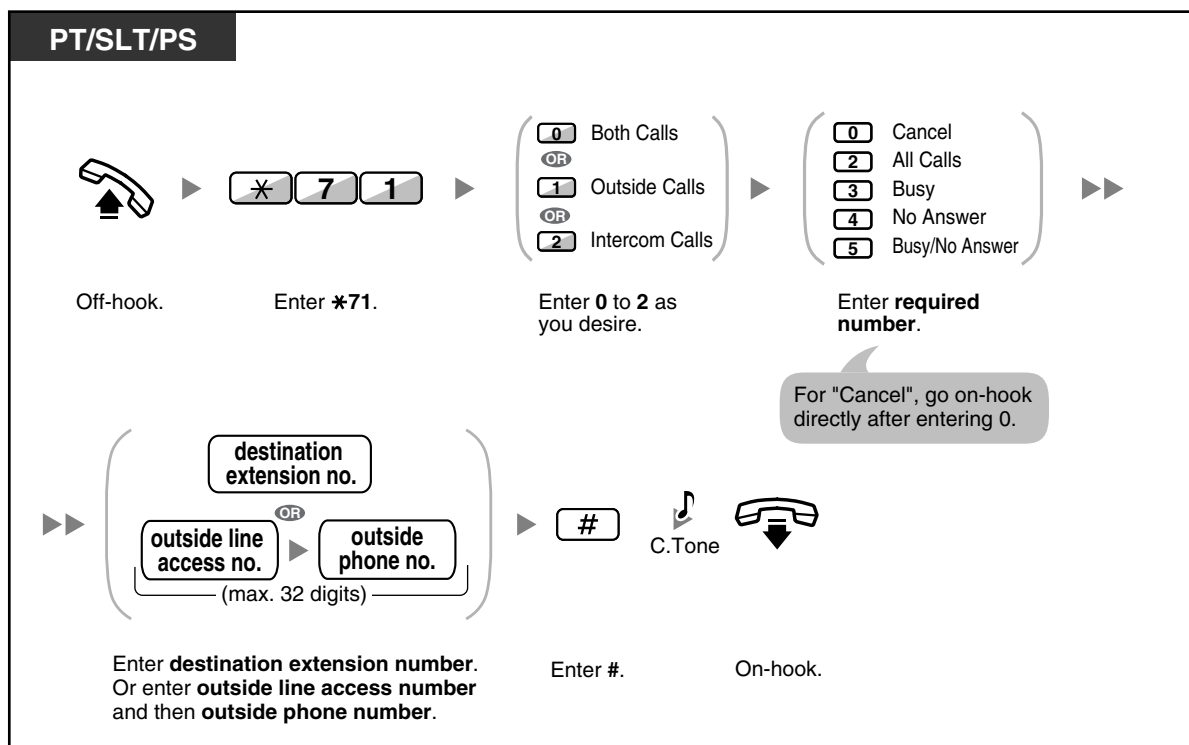 PT/SLT/PS
0 Both Calls
OR
1 Outside Calls
OR
2 Intercom Calls
0 Cancel
2 All Calls
3 Busy
4 No Answer
5 Busy/No Answer
* 7 1
Off-hook.
Enter *71.
Enter 0 to 2 as
you desire.
Enter required
number.
For "Cancel", go on-hook
directly after entering 0.
destination
extension no.
OR
outside line
access no.
outside
phone no.
(max. 32 digits)
#
C.Tone
Enter destination extension number.
Or enter outside line access number
and then outside phone number.
Enter #.
On-hook.